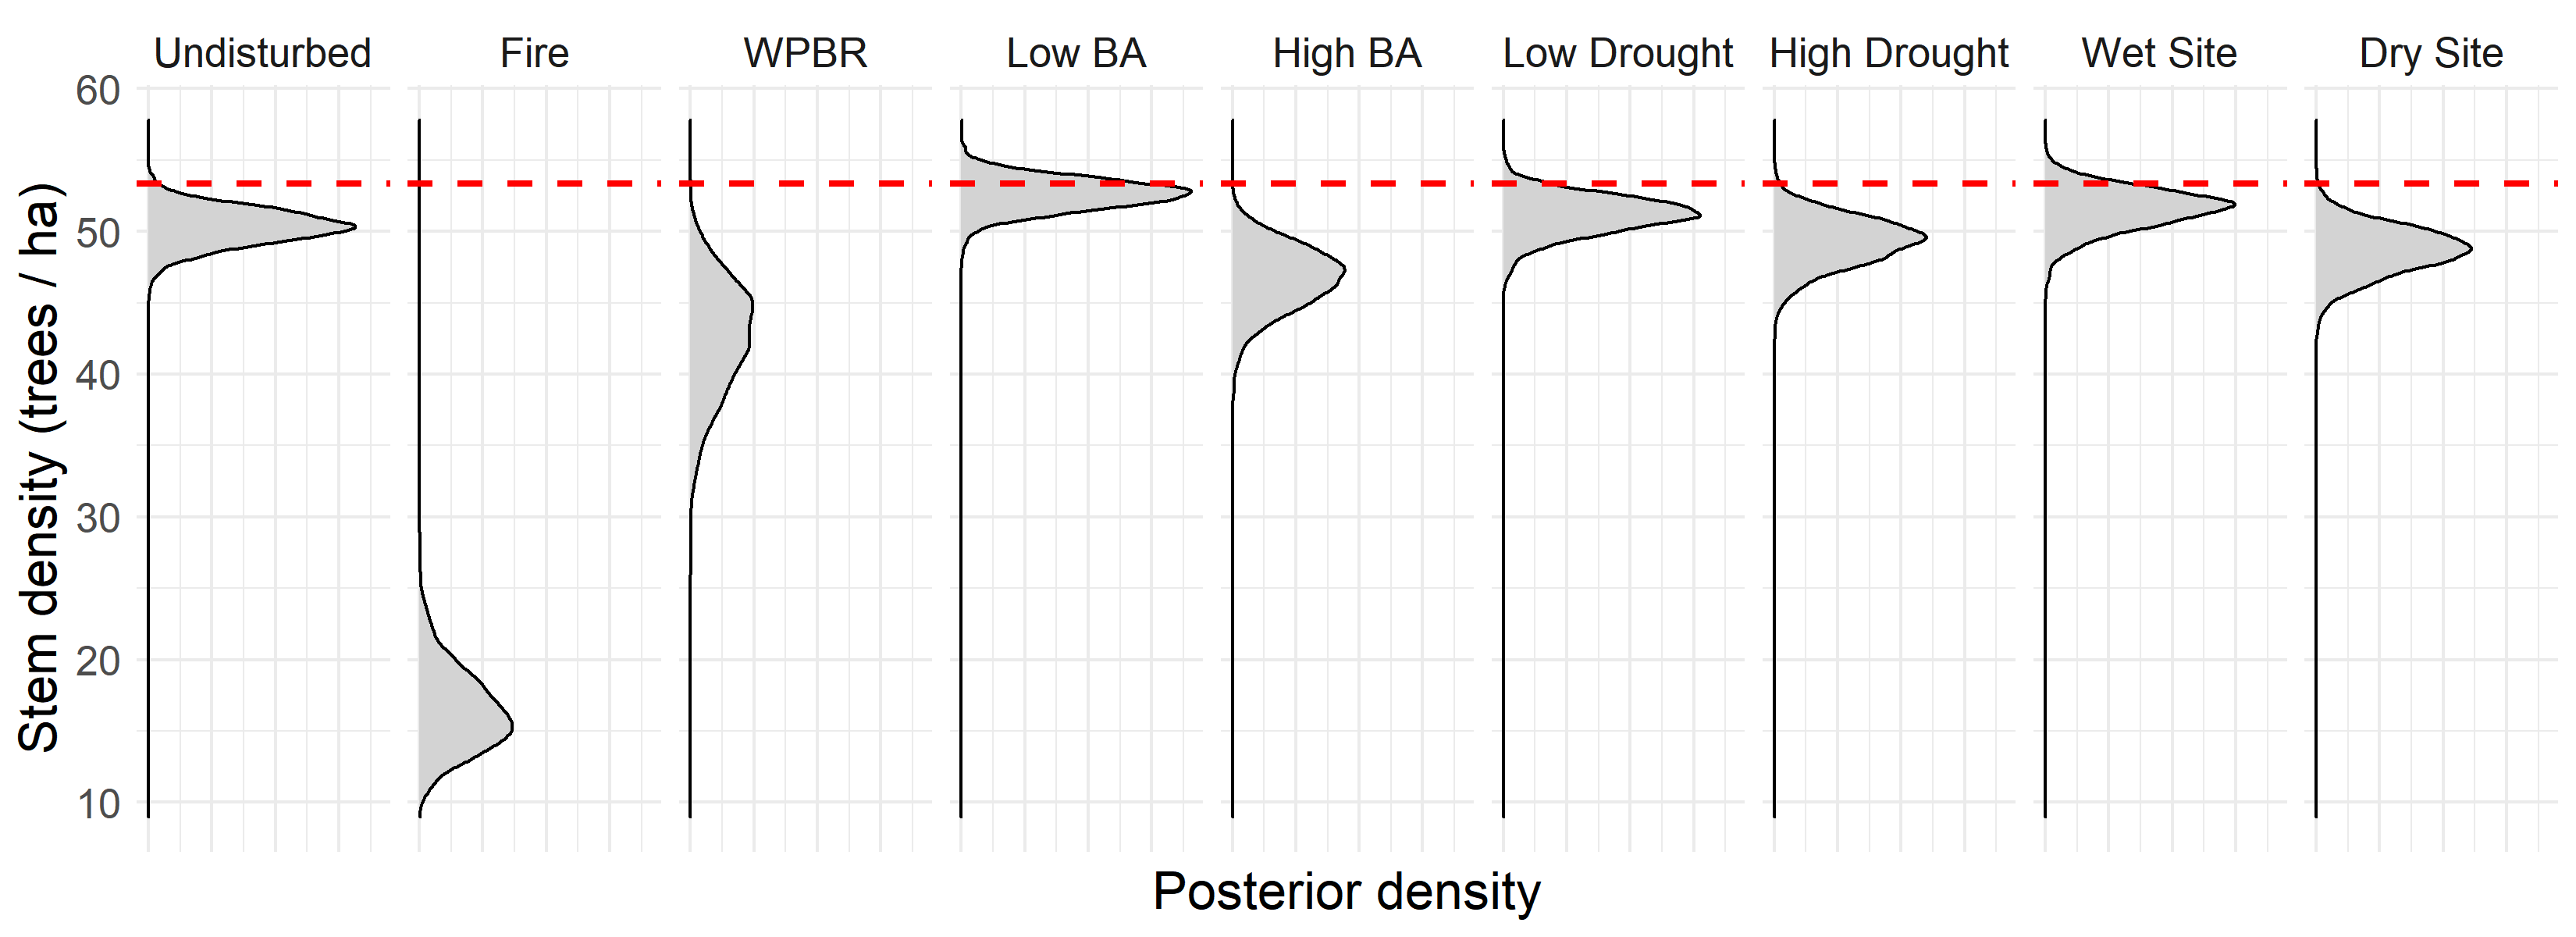 Undisturbed Fire WPBR Low BA High BA Low Drought High Drought Wet Site Dry Site
60
50
40
30
20
10
Stem density (trees / ha)
Posterior density